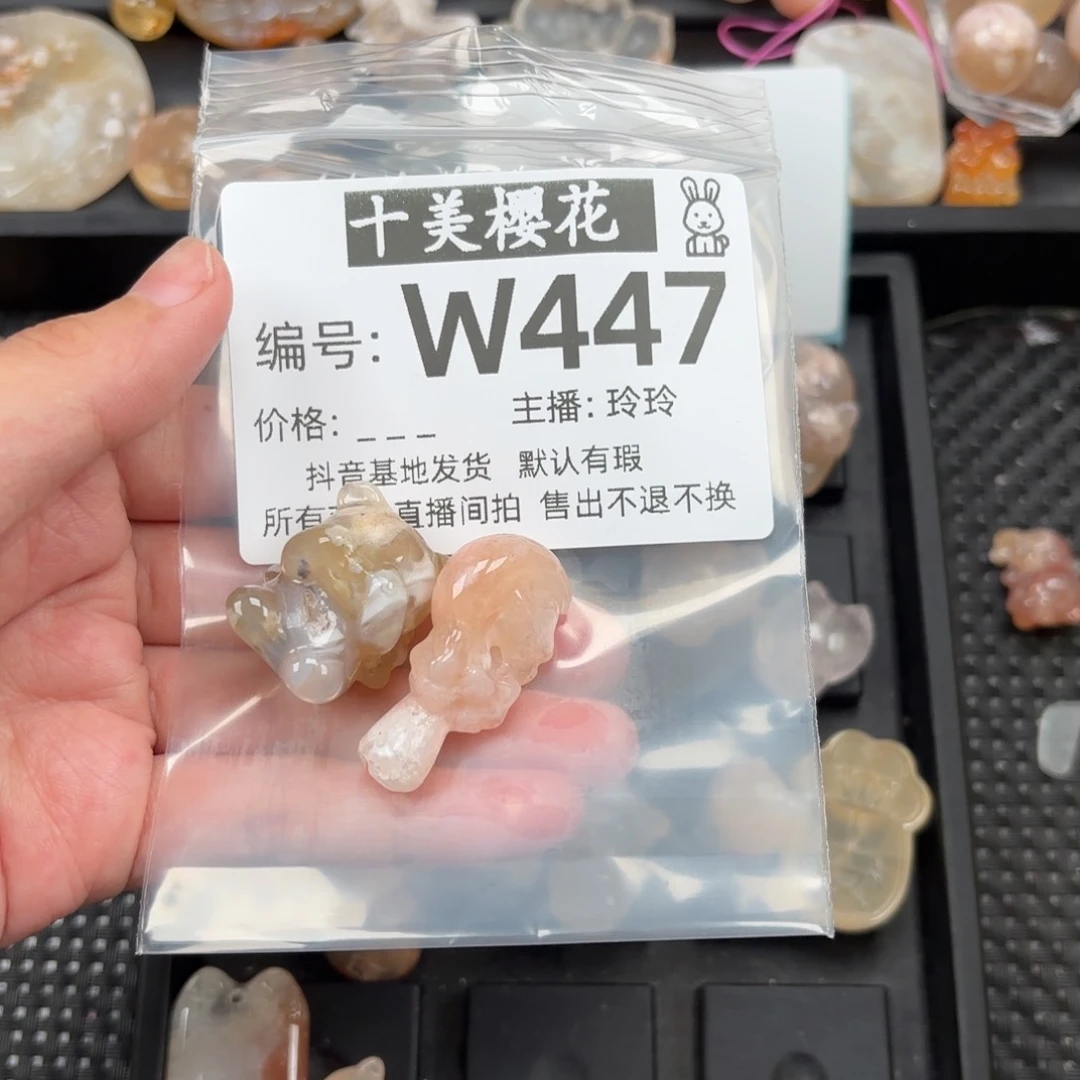 十美樱花
编号: W447
价格: _ _ _ 主播: 玲玲
抖音基地发货 默认有瑕
所有 直播间拍 售出不退不换